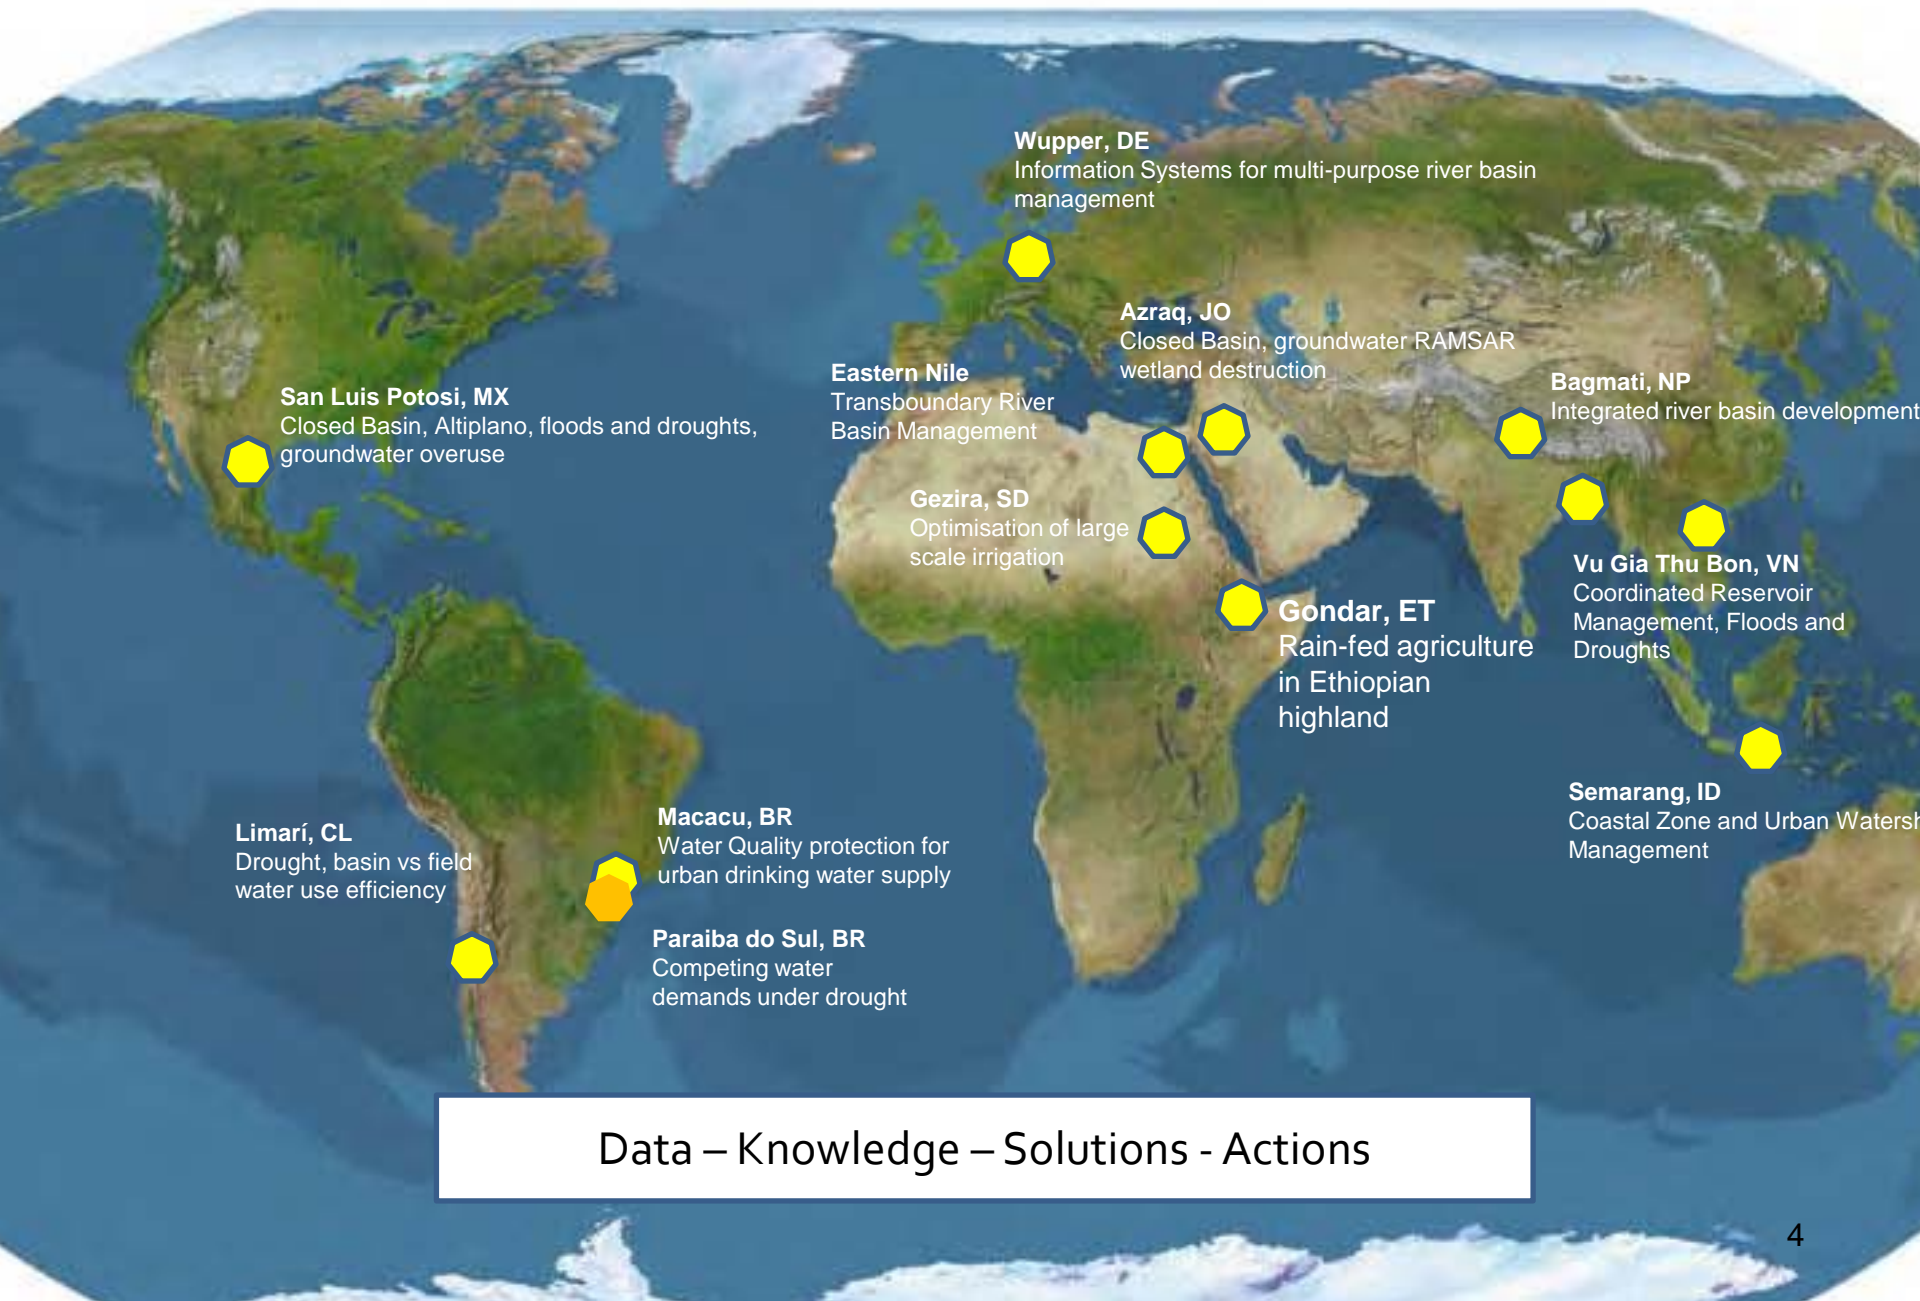 Wupper, DE
Information Systems for multi-purpose river basin
management
Azraq, JO
Closed Basin, groundwater RAMSAR
wetland destruction
Eastern Nile
Transboundary River
Basin Management
Bagmati, NP
Integrated river basin development
San Luis Potosi, MX
Closed Basin, Altiplano, floods and droughts,
groundwater overuse
Gezira, SD
Optimisation of large
scale irrigation
Vu Gia Thu Bon, VN
Coordinated Reservoir
Management, Floods and
Droughts
Gondar, ET
Rain-fed agriculture
in Ethiopian
highland
Semarang, ID
Coastal Zone and Urban
Management
Macacu, BR
Water Quality protection for
urban drinking water supply
Limarí, CL
Drought, basin vs field
water use efficiency
Paraiba do Sul, BR
Competing water
demands under drought
Data – Knowledge – Solutions - Actions
4